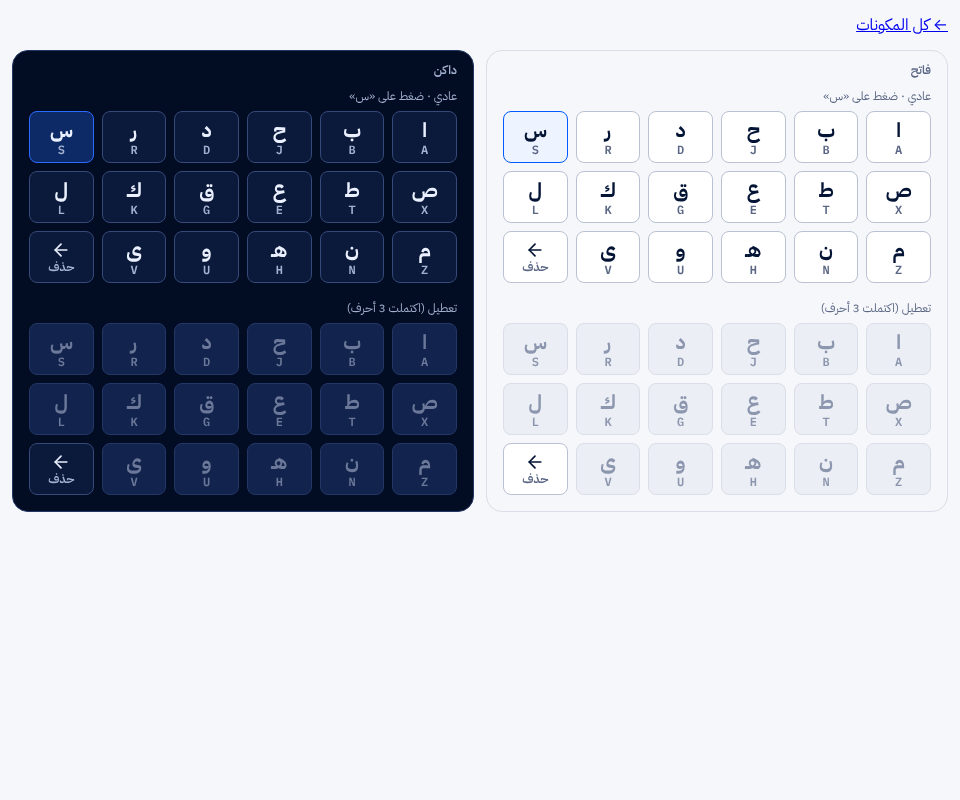 ← كل المكونات
فاتح
عادي · ضغط على «س»
ا ب ح د ر س
A B J D R S
ص ط ع ق ك ل
X T E G K L
م ن هـ و ى ←
Z N H U V حذف
تعطيل (اكتملت 3 أحرف)
ا ب ح د ر س
A B J D R S
ص ط ع ق ك ل
X T E G K L
م ن هـ و ى ←
Z N H U V حذف
داكن
عادي · ضغط على «س»
ا ب ح د ر س
A B J D R S
ص ط ع ق ك ل
X T E G K L
م ن هـ و ى ←
Z N H U V حذف
تعطيل (اكتملت 3 أحرف)
ا ب ح د ر س
A B J D R S
ص ط ع ق ك ل
X T E G K L
م ن هـ و ى ←
Z N H U V حذف